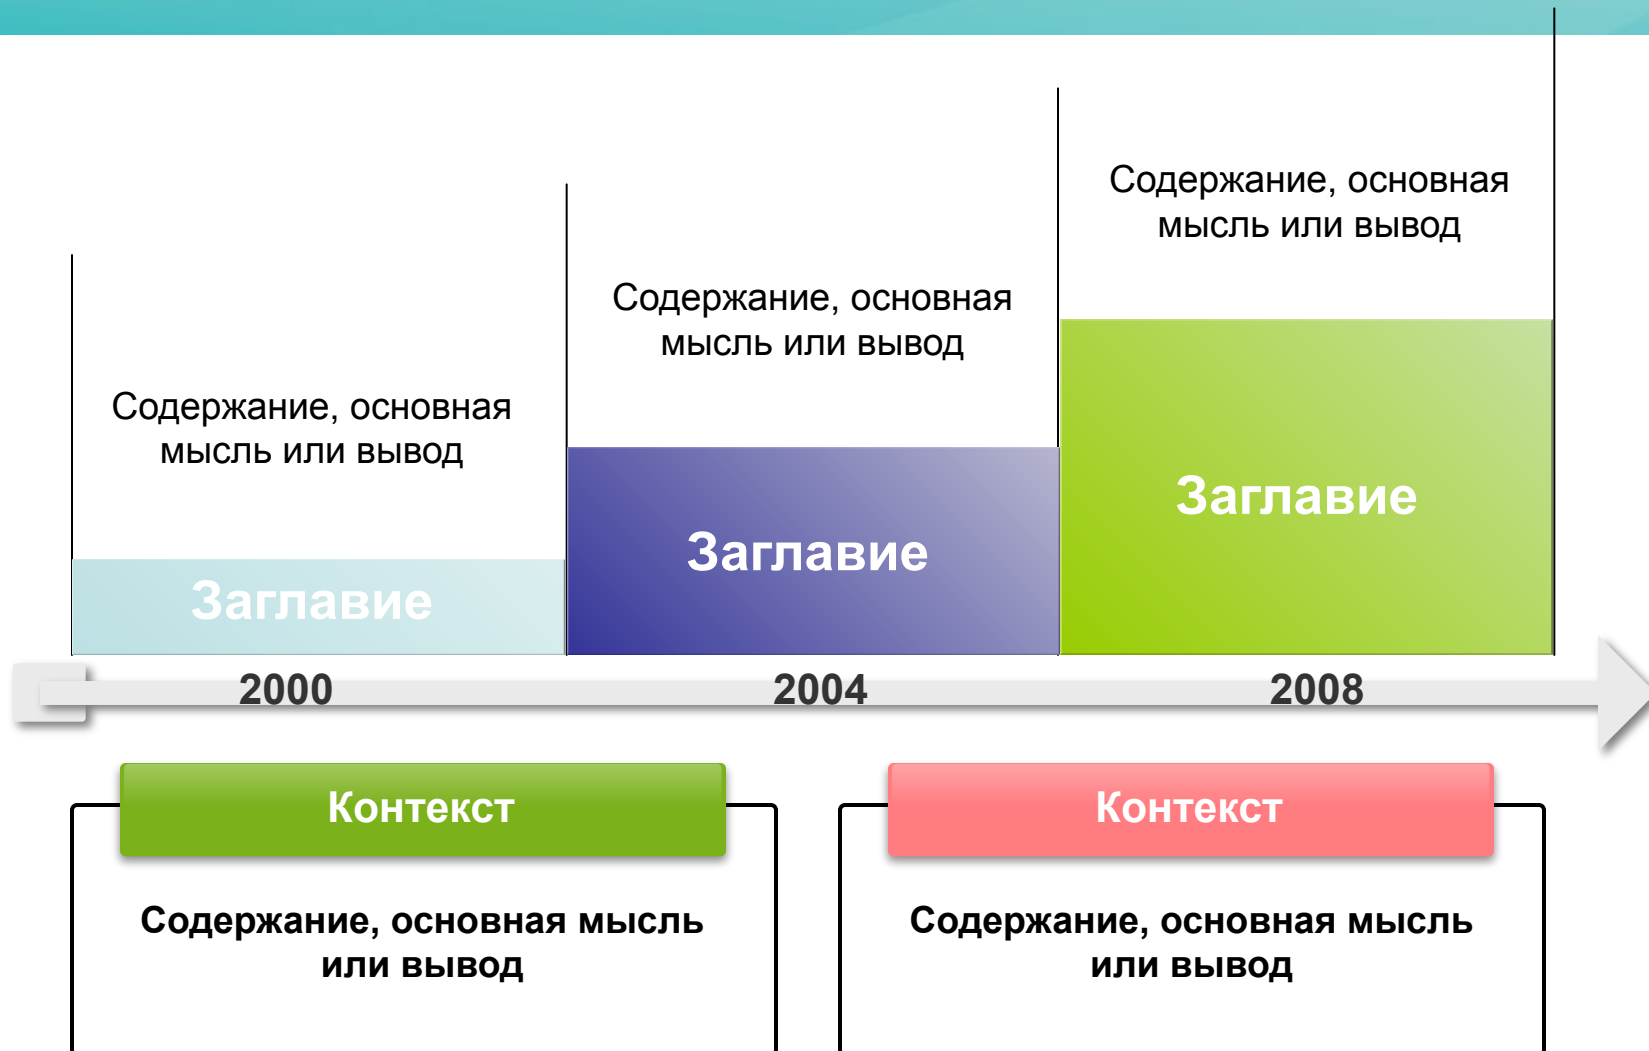 Содержание, основная
мысль или вывод
Содержание, основная
мысль или вывод
Содержание, основная
мысль или вывод
Заглавие
Заглавие
Заглавие
2000
2004
2008
Контекст
Контекст
Содержание, основная мысль
или вывод
Содержание, основная мысль
или вывод